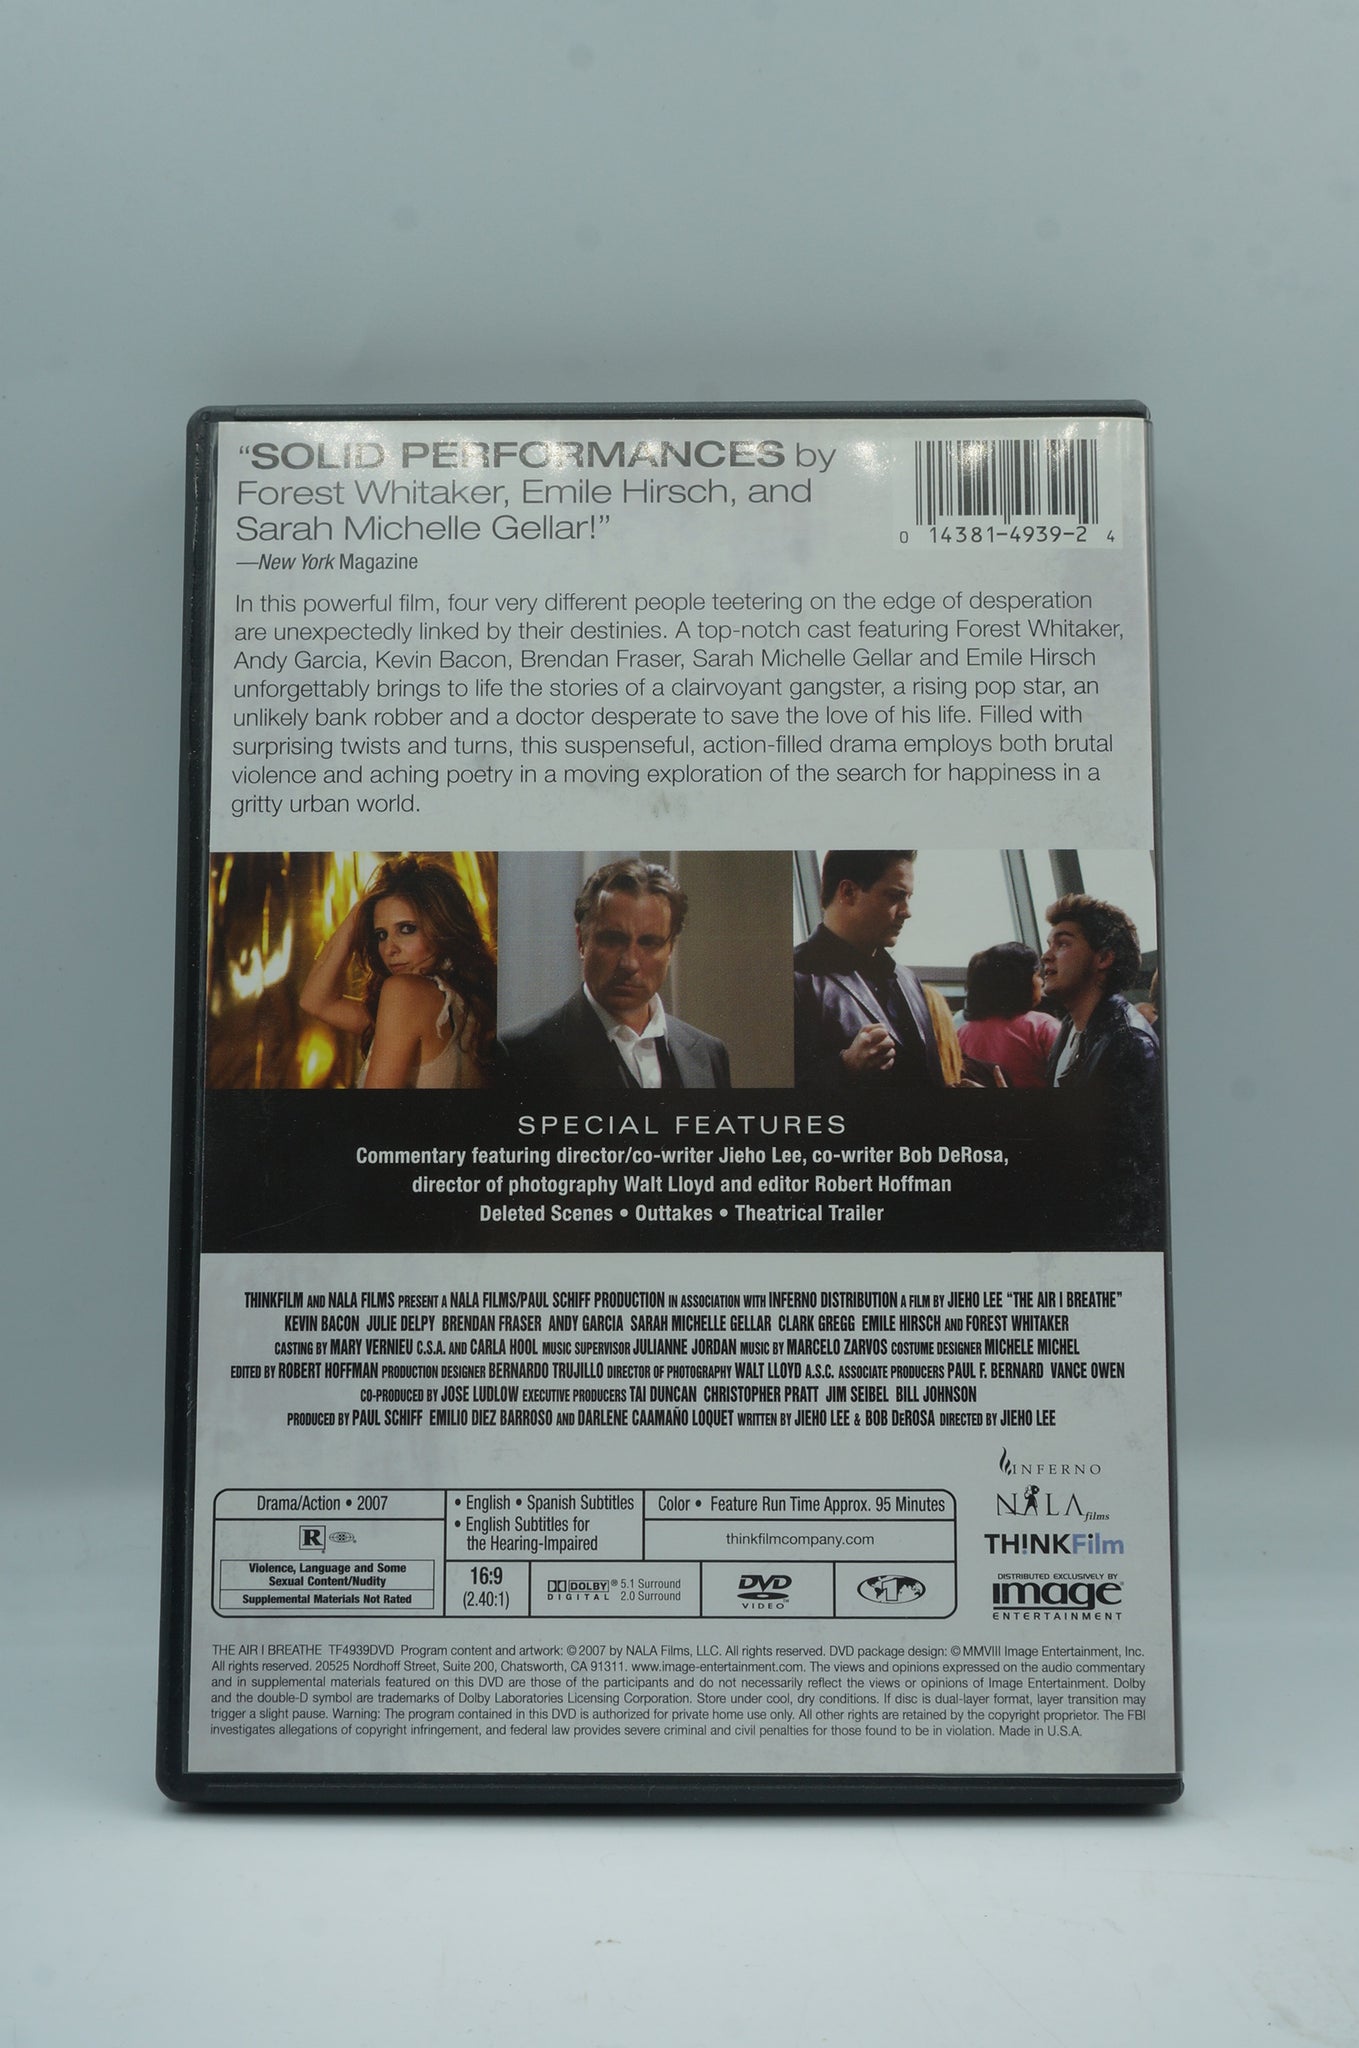 “SOLID PERFORMANCES by
Forest Whitaker, Emile Hirsch, and
Sarah Michelle Gellar!”
—New York Magazine
0 14381-4939-2 4
In this powerful film, four very different people teetering on the edge of desperation
are unexpectedly linked by their destinies. A top-notch cast featuring Forest Whitaker,
Andy Garcia, Kevin Bacon, Brendan Fraser, Sarah Michelle Gellar and Emile Hirsch
unforgettably brings to life the stories of a clairvoyant gangster, a rising pop star, an
unlikely bank robber and a doctor desperate to save the love of his life. Filled with
surprising twists and turns, this suspenseful, action-filled drama employs both brutal
violence and aching poetry in a moving exploration of the search for happiness in a
gritty urban world.
SPECIAL FEATURES
Commentary featuring director/co-writer Jieho Lee, co-writer Bob DeRosa,
director of photography Walt Lloyd and editor Robert Hoffman
Deleted Scenes • Outtakes • Theatrical Trailer
THINKFILM AND NALA FILMS PRESENT A NALA FILMS/PAUL SCHIFF PRODUCTION IN ASSOCIATION WITH INFERNO DISTRIBUTION A FILM BY JIEHO LEE “THE AIR I BREATHE”
KEVIN BACON JULIE DELPY BRENDAN FRASER ANDY GARCIA SARAH MICHELLE GELLAR CLARK GREGG EMILE HIRSCH AND FOREST WHITAKER
CASTING BY MARY VERNIEU C.S.A. AND CARLA HOOL MUSIC SUPERVISOR JULIANNE JORDAN MUSIC BY MARCELO ZARVOS COSTUME DESIGNER MICHELE MICHEL
EDITED BY ROBERT HOFFMAN PRODUCTION DESIGNER BERNARDO TRUJILLO DIRECTOR OF PHOTOGRAPHY WALT LLOYD A.S.C. ASSOCIATE PRODUCERS PAUL F. BERNARD VANCE OWEN
CO-PRODUCED BY JOSE LUDLOW EXECUTIVE PRODUCERS TAI DUNCAN CHRISTOPHER PRATT JIM SEIBEL BILL JOHNSON
PRODUCED BY PAUL SCHIFF EMILIO DIEZ BARROSO AND DARLENE CAAMAÑO LOQUET WRITTEN BY JIEHO LEE & BOB DeROSA DIRECTED BY JIEHO LEE
INFERNO
NALA films
TH!NKFilm
DISTRIBUTED EXCLUSIVELY BY
image®
ENTERTAINMENT
Drama/Action • 2007
R
Violence, Language and Some
Sexual Content/Nudity
Supplemental Materials Not Rated
• English • Spanish Subtitles
• English Subtitles for
the Hearing-Impaired
Color • Feature Run Time Approx. 95 Minutes
thinkfilmcompany.com
16:9
(2.40:1)
DOLBY® 5.1 Surround
DIGITAL 2.0 Surround
DVD
VIDEO™
1
THE AIR I BREATHE TF4939DVD Program content and artwork: © 2007 by NALA Films, LLC. All rights reserved. DVD package design: © MMVIII Image Entertainment, Inc.
All rights reserved. 20525 Nordhoff Street, Suite 200, Chatsworth, CA 91311. www.image-entertainment.com. The views and opinions expressed on the audio commentary
and in supplemental materials featured on this DVD are those of the participants and do not necessarily reflect the views or opinions of Image Entertainment. Dolby
and the double-D symbol are trademarks of Dolby Laboratories Licensing Corporation. Store under cool, dry conditions. If disc is dual-layer format, layer transition may
trigger a slight pause. Warning: The program contained in this DVD is authorized for private home use only. All other rights are retained by the copyright proprietor. The FBI
investigates allegations of copyright infringement, and federal law provides severe criminal and civil penalties for those found to be in violation. Made in U.S.A.